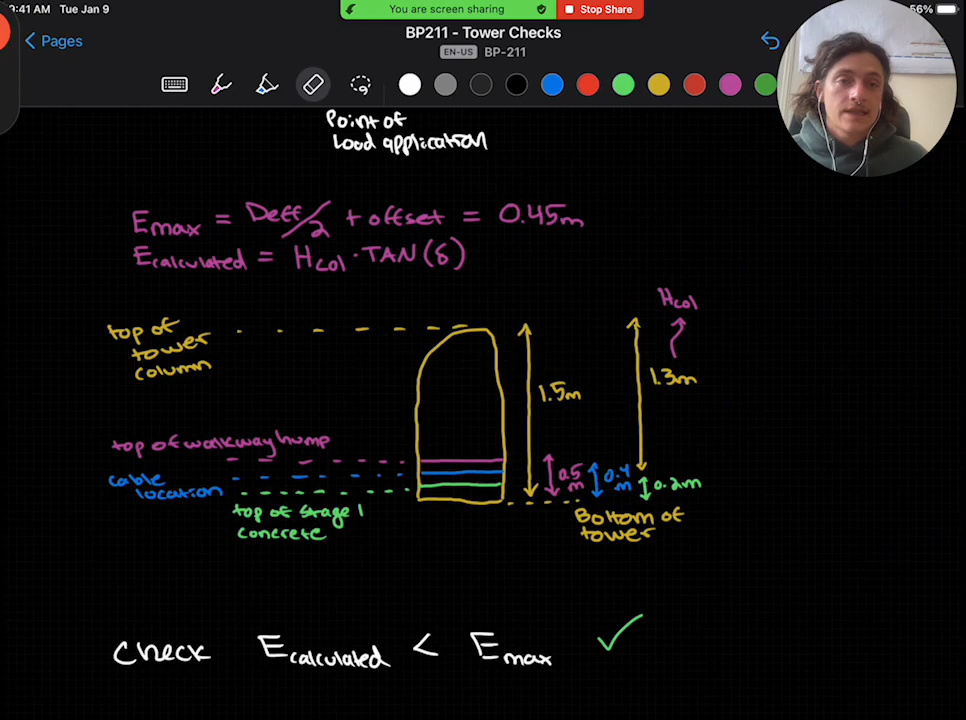 9:41 AM Tue Jan 9
You are screen sharing
Stop Share
56%
Pages
BP211 - Tower Checks
EN-US BP-211
Point of
Load application
Emax = Deff/2 + offset = 0.45m
Ecalculated = Hcol · TAN(δ)
Hcol
top of
tower
column
1.5m
1.3m
top of walkway hump
cable
location
0.5
m
0.4
m
0.2m
top of stage 1
concrete
Bottom of
tower
check Ecalculated < Emax ✓